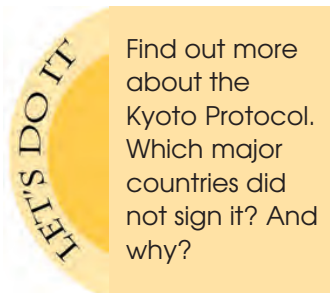 LET'S DO IT
Find out more
about the
Kyoto Protocol.
Which major
countries did
not sign it? And
why?